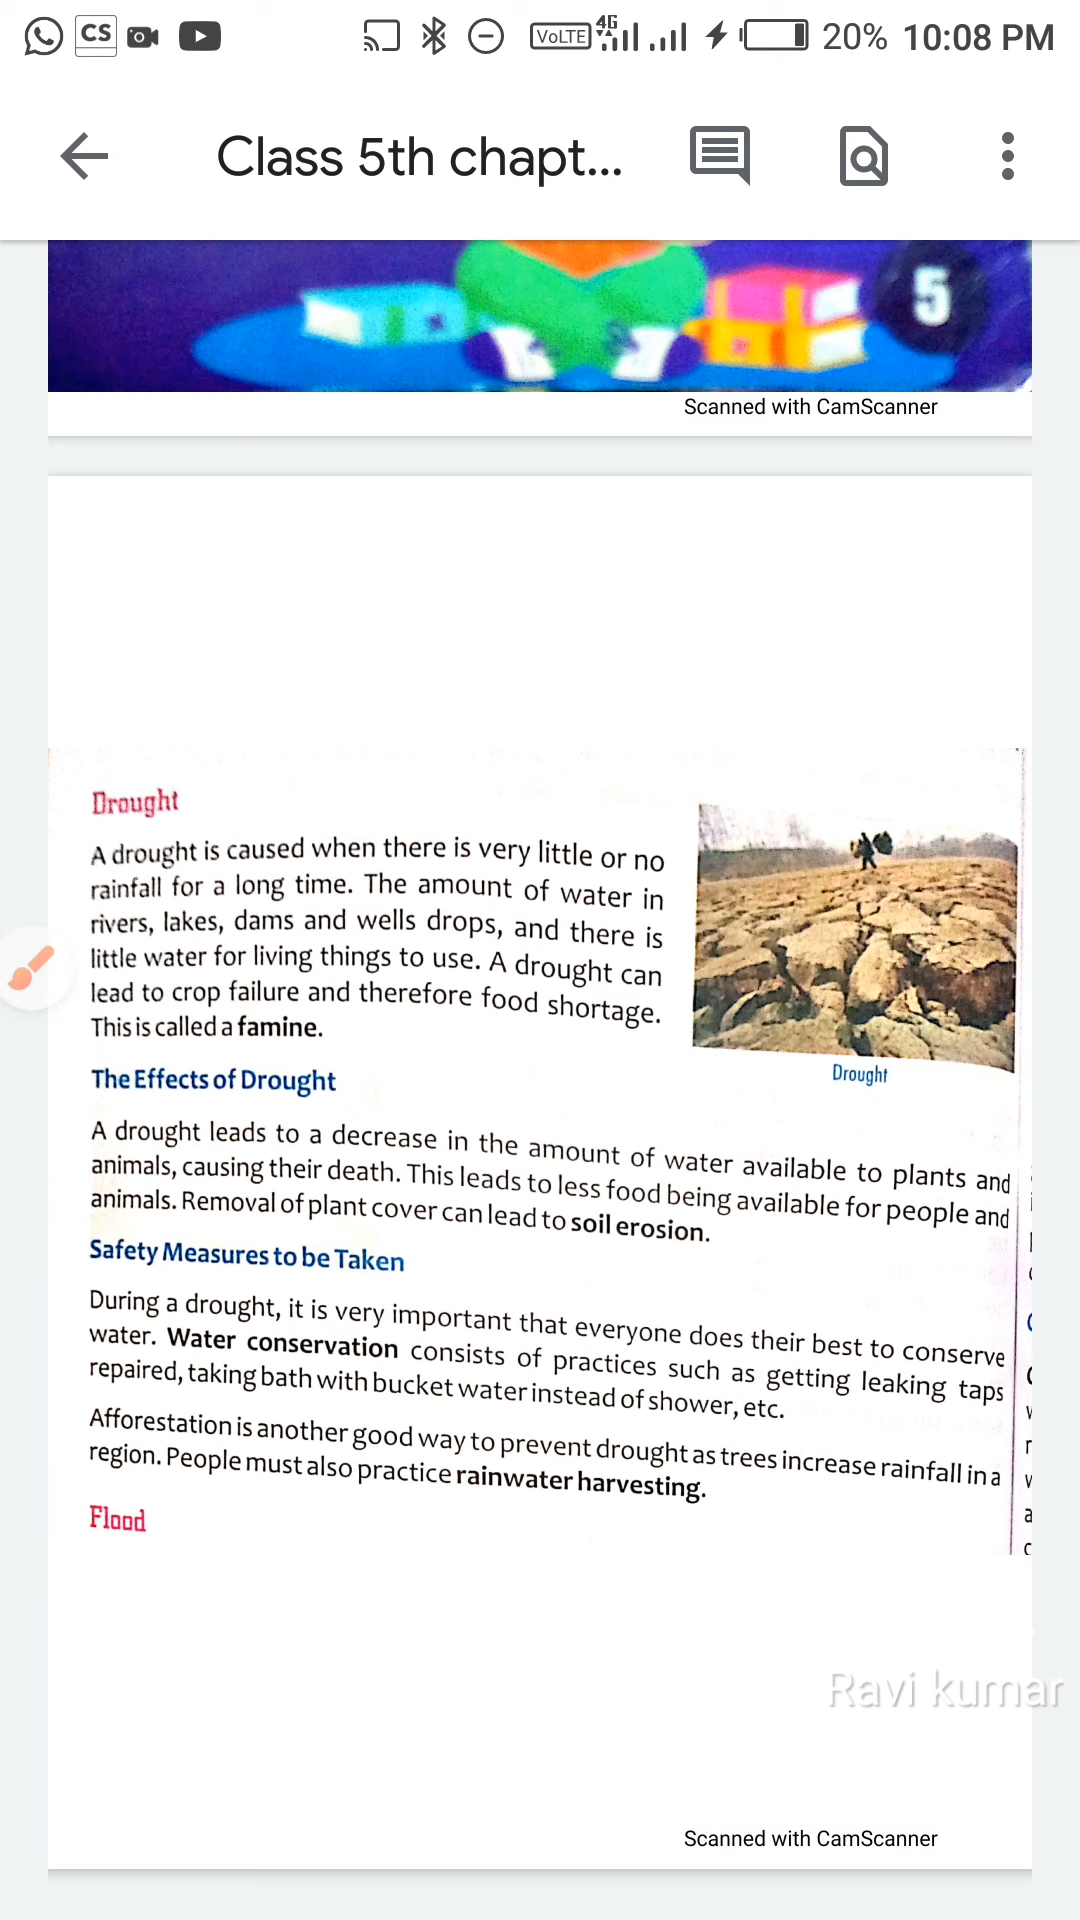 CS
VoLTE 4G 20% 10:08 PM
Class 5th chapt...
5
Scanned with CamScanner
Drought
A drought is caused when there is very little or no
rainfall for a long time. The amount of water in
rivers, lakes, dams and wells drops, and there is
little water for living things to use. A drought can
lead to crop failure and therefore food shortage.
This is called a famine.
Drought
The Effects of Drought
A drought leads to a decrease in the amount of water available to plants and
animals, causing their death. This leads to less food being available for people and
animals. Removal of plant cover can lead to soil erosion.
Safety Measures to be Taken
During a drought, it is very important that everyone does their best to conserve
water. Water conservation consists of practices such as getting leaking taps
repaired, taking bath with bucket water instead of shower, etc.
Afforestation is another good way to prevent drought as trees increase rainfall in a
region. People must also practice rainwater harvesting.
Flood
Ravi kumar
Scanned with CamScanner